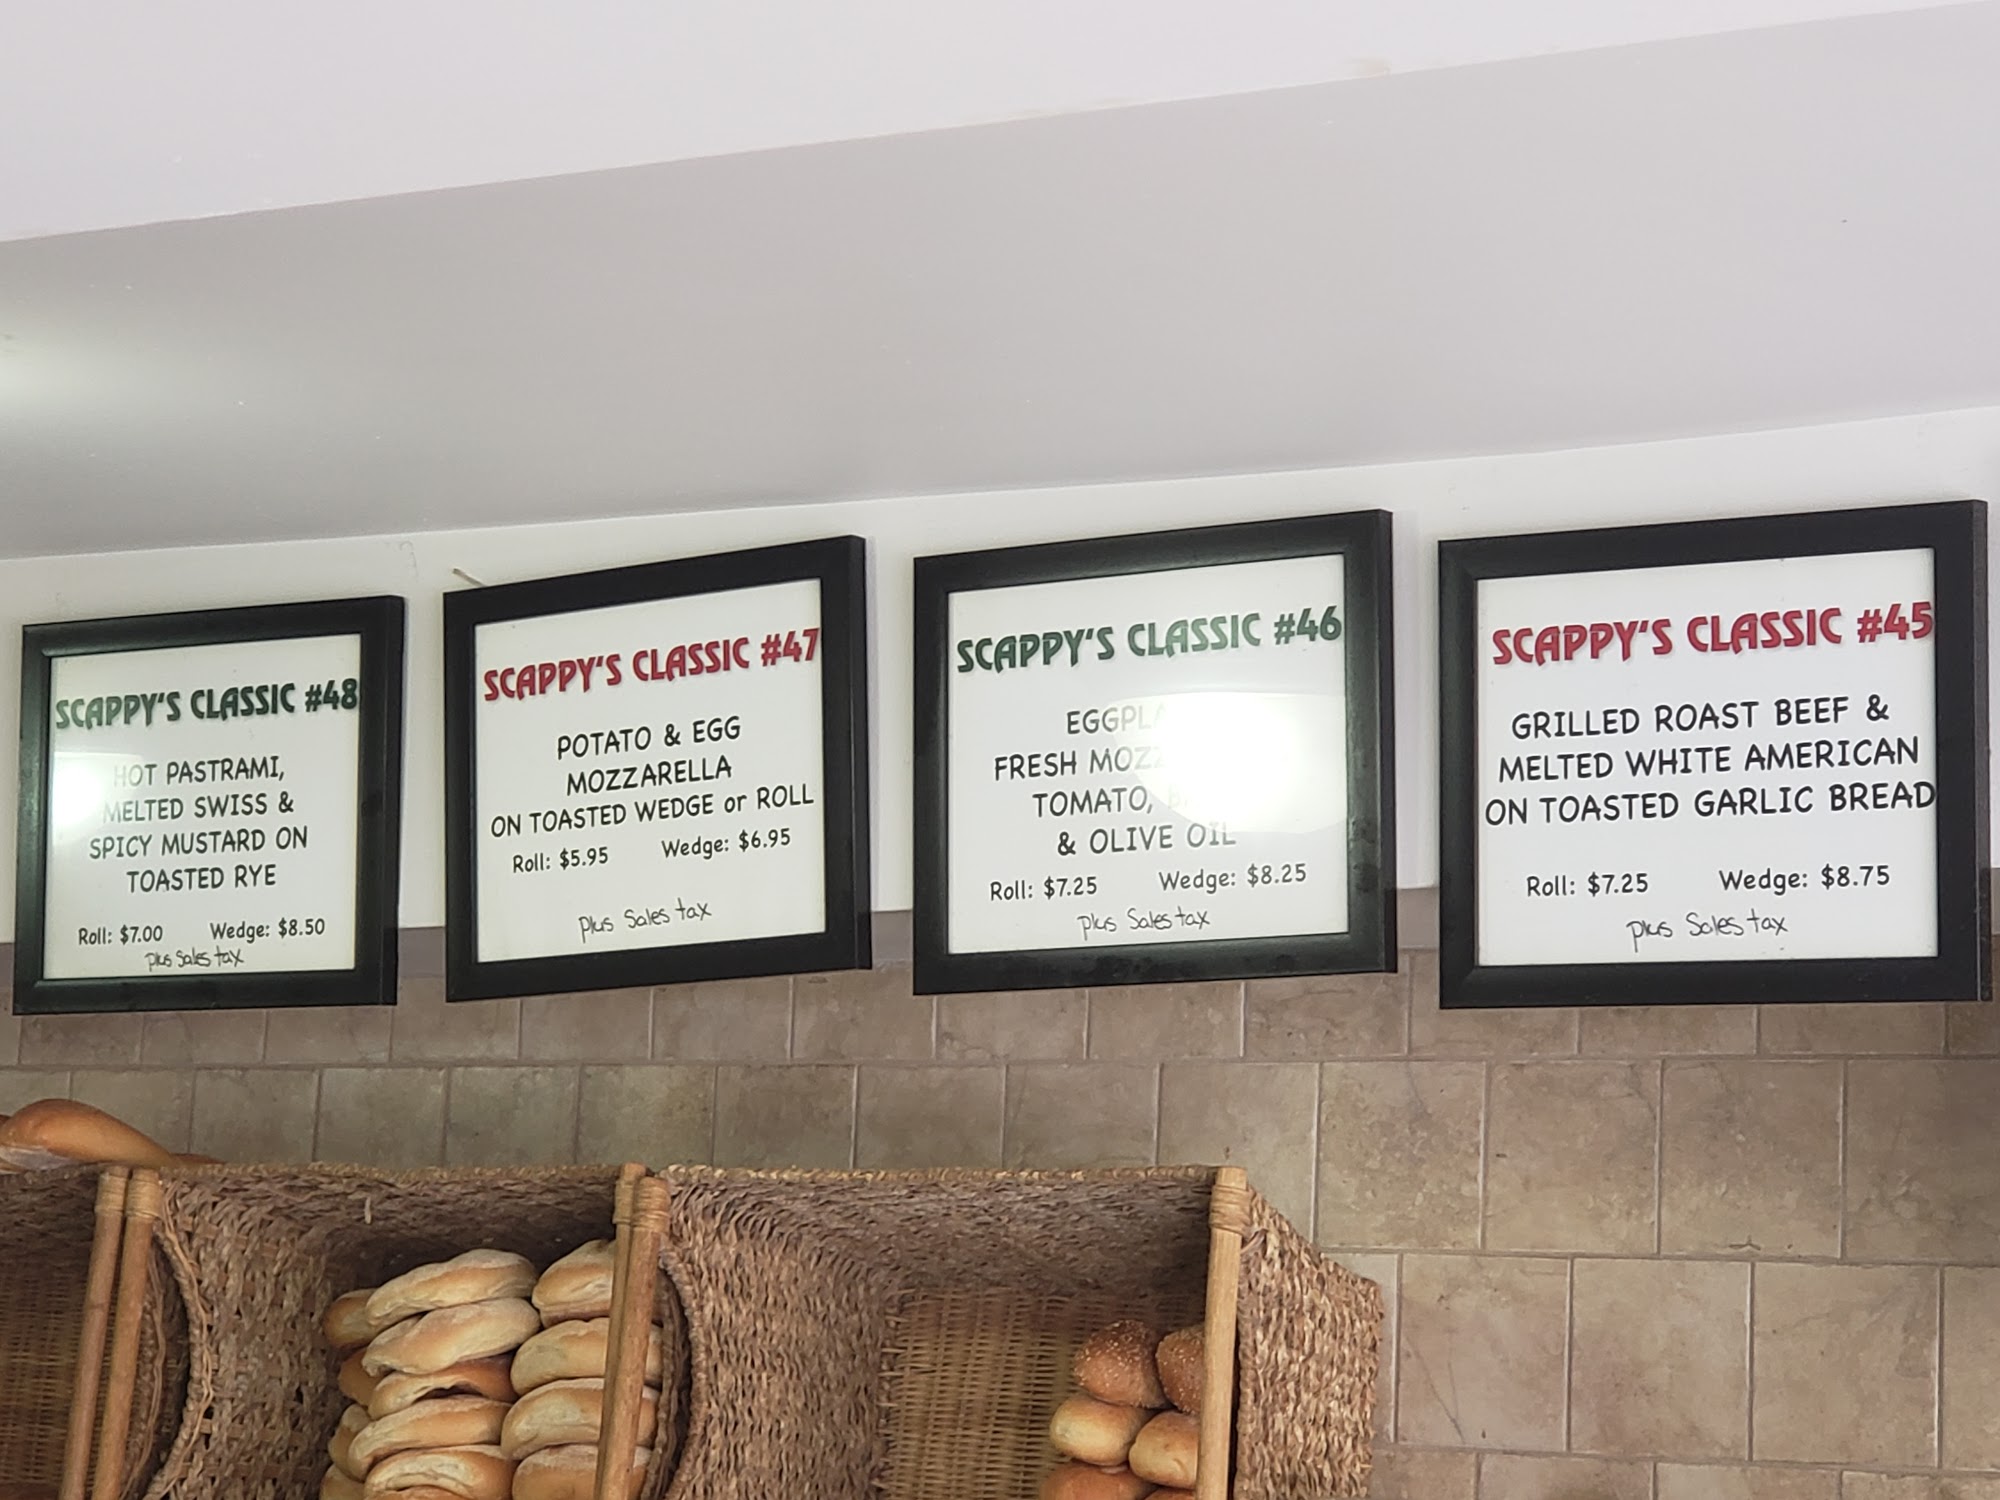 SCAPPY'S CLASSIC #48
HOT PASTRAMI,
MELTED SWISS &
SPICY MUSTARD ON
TOASTED RYE
Roll: $7.00 Wedge: $8.50
plus Sales tax
SCAPPY'S CLASSIC #47
POTATO & EGG
MOZZARELLA
ON TOASTED WEDGE or ROLL
Roll: $5.95 Wedge: $6.95
plus Sales tax
SCAPPY'S CLASSIC #46
FRESH
TOMATO,
& OLIVE OIL
Roll: $7.25 Wedge: $8.25
plus Sales tax
SCAPPY'S CLASSIC #45
GRILLED ROAST BEEF &
MELTED WHITE AMERICAN
ON TOASTED GARLIC BREAD
Roll: $7.25 Wedge: $8.75
plus Sales tax